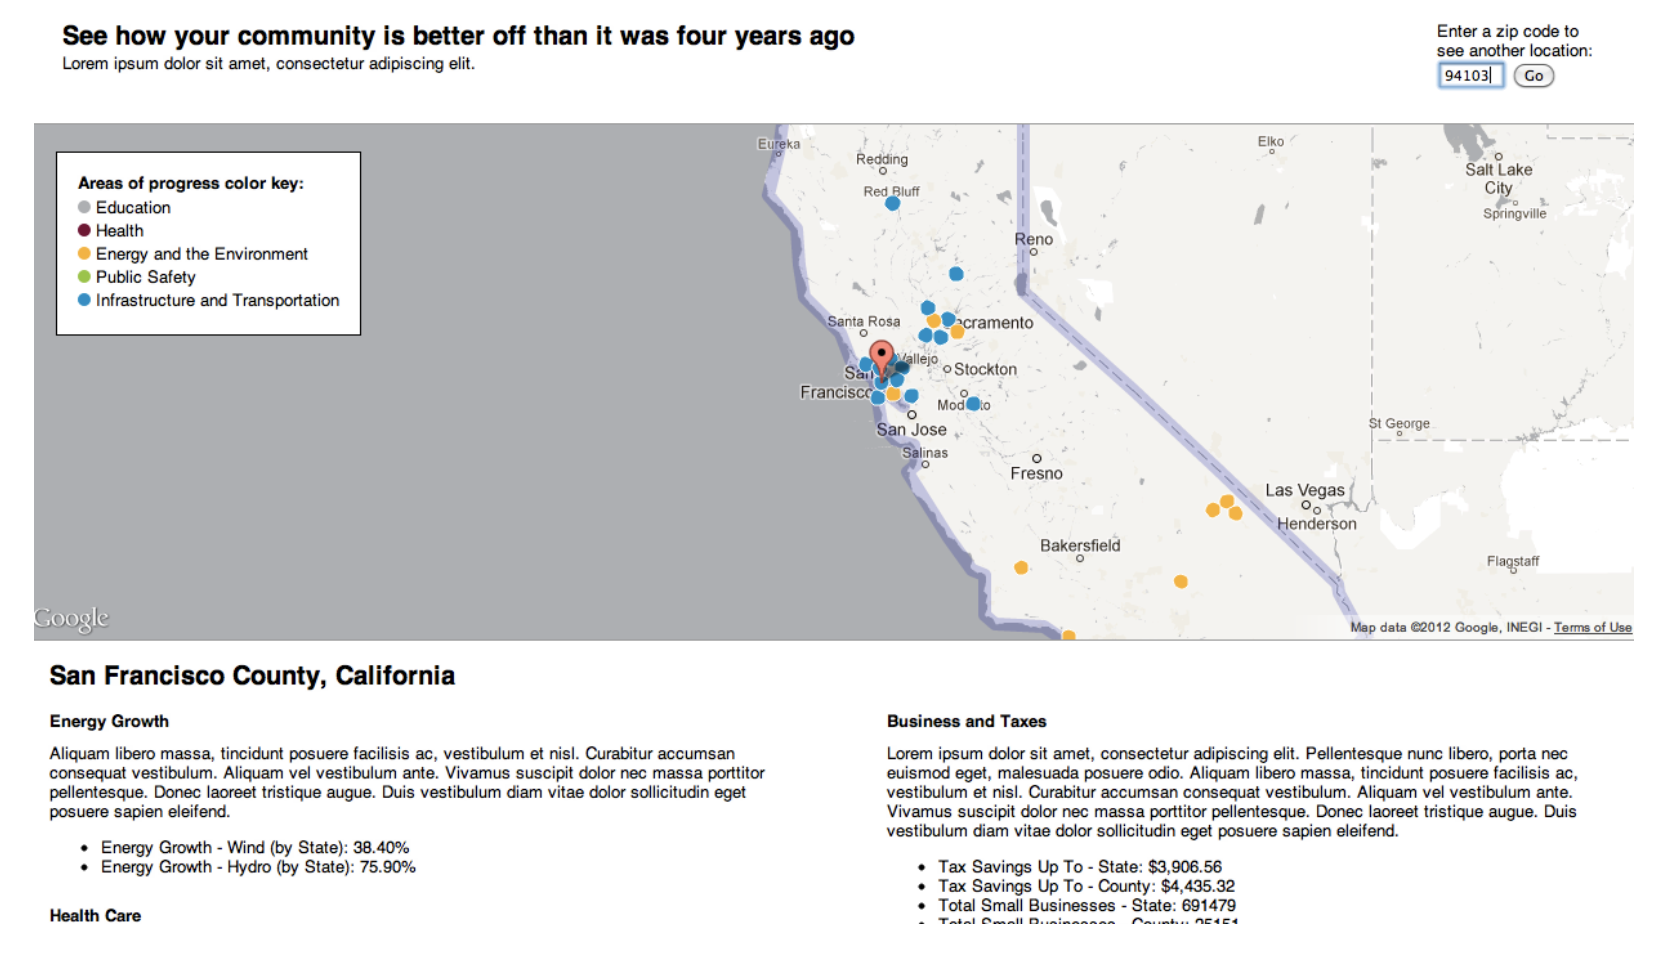 See how your community is better off than it was four years ago
Lorem ipsum dolor sit amet, consectetur adipiscing elit.
Enter a zip code to
see another location:
94103
Go
Areas of progress color key:
Education
Health
Energy and the Environment
Public Safety
Infrastructure and Transportation
Eureka
Redding
Red Bluff
Elko
Salt Lake
City
Springville
Reno
Santa Rosa
cramento
Vallejo
Stockton
San
Francisco
Mod to
San Jose
Salinas
Fresno
St George
Las Vegas
Henderson
Bakersfield
Flagstaff
Google
Map data ©2012 Google, INEGI - Terms of Use
San Francisco County, California
Energy Growth
Aliquam libero massa, tincidunt posuere facilisis ac, vestibulum et nisl. Curabitur accumsan
consequat vestibulum. Aliquam vel vestibulum ante. Vivamus suscipit dolor nec massa porttitor
pellentesque. Donec laoreet tristique augue. Duis vestibulum diam vitae dolor sollicitudin eget
posuere sapien eleifend.
• Energy Growth - Wind (by State): 38.40%
• Energy Growth - Hydro (by State): 75.90%
Health Care
Business and Taxes
Lorem ipsum dolor sit amet, consectetur adipiscing elit. Pellentesque nunc libero, porta nec
euismod eget, malesuada posuere odio. Aliquam libero massa, tincidunt posuere facilisis ac,
vestibulum et nisl. Curabitur accumsan consequat vestibulum. Aliquam vel vestibulum ante.
Vivamus suscipit dolor nec massa porttitor pellentesque. Donec laoreet tristique augue. Duis
vestibulum diam vitae dolor sollicitudin eget posuere sapien eleifend.
• Tax Savings Up To - State: $3,906.56
• Tax Savings Up To - County: $4,435.32
• Total Small Businesses - State: 691479
• Total Small Businesses - County: 25151